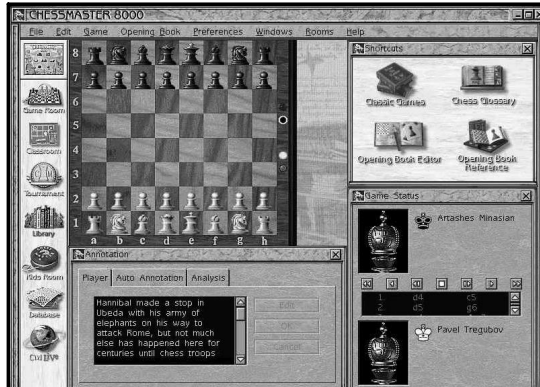 CHESSMASTER 8000
File Edit Game Opening Book Preferences Windows Rooms Help
8
7
6
5
4
3
2
1
a b c d e f g h
Game Room
Classroom
Tournament
Library
Kids Room
Database
Shortcuts
Classic Games
Chess Glossary
Opening Book Editor
Opening Book
Reference
Game Status
Artashes Minasian
1 d4 c5
2 d5 g6
Pavel Tregubov
Annotation
Player Auto Annotation Analysis
Hannibal made a stop in
Ubeda with his army of
elephants on his way to
attack Rome, but not much
else has happened here for
centuries until chess troops
Edit
OK
Cancel